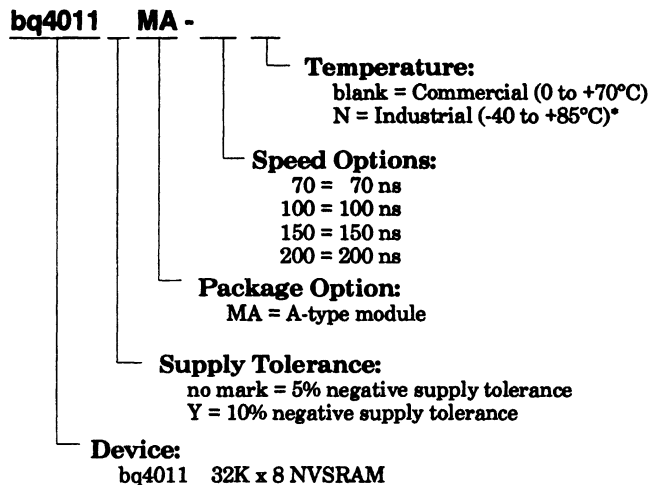 bq4011 MA -
Temperature:
blank = Commercial (0 to +70°C)
N = Industrial (-40 to +85°C)*
Speed Options:
70 = 70 ns
100 = 100 ns
150 = 150 ns
200 = 200 ns
Package Option:
MA = A-type module
Supply Tolerance:
no mark = 5% negative supply tolerance
Y = 10% negative supply tolerance
Device:
bq4011 32K x 8 NVSRAM